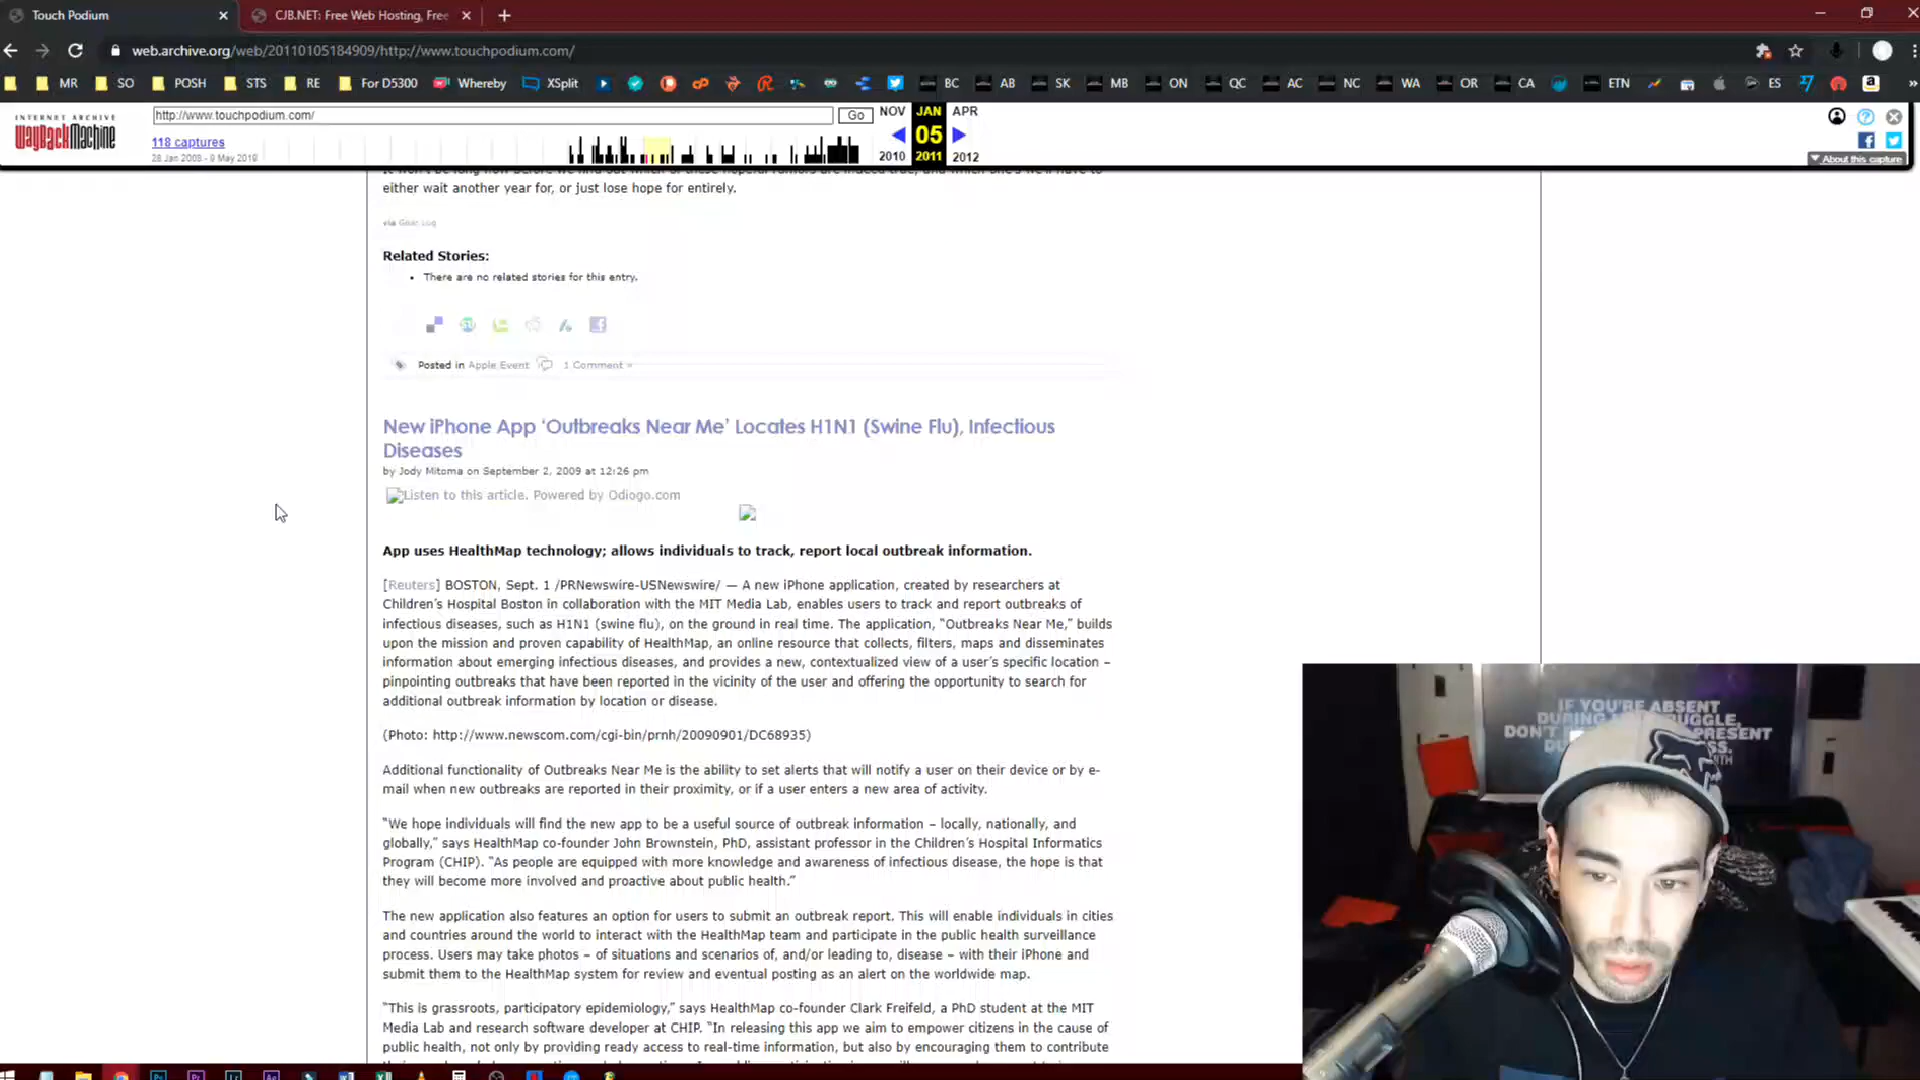 Touch Podium
CJB.NET: Free Web Hosting, Free
web.archive.org/web/20110105184909/http://www.touchpodium.com/
MR SO POSH STS RE For D5300 Whereby XSplit BC AB SK MB ON QC AC NC WA OR CA ETN ES
INTERNET ARCHIVE
WayBackMachine
http://www.touchpodium.com/
Go
NOV JAN APR
118 captures
05
28 Jan 2008 - 9 May 2019
2010 2011 2012
About this capture
either wait another year for, or just lose hope for entirely.
via Gear Log
Related Stories:
• There are no related stories for this entry.
Posted in Apple Event 1 Comment »
New iPhone App ‘Outbreaks Near Me’ Locates H1N1 (Swine Flu), Infectious
Diseases
by Jody Mitoma on September 2, 2009 at 12:26 pm
Listen to this article. Powered by Odiogo.com
App uses HealthMap technology; allows individuals to track, report local outbreak information.
[Reuters] BOSTON, Sept. 1 /PRNewswire-USNewswire/ — A new iPhone application, created by researchers at
Children’s Hospital Boston in collaboration with the MIT Media Lab, enables users to track and report outbreaks of
infectious diseases, such as H1N1 (swine flu), on the ground in real time. The application, “Outbreaks Near Me,” builds
upon the mission and proven capability of HealthMap, an online resource that collects, filters, maps and disseminates
information about emerging infectious diseases, and provides a new, contextualized view of a user’s specific location –
pinpointing outbreaks that have been reported in the vicinity of the user and offering the opportunity to search for
additional outbreak information by location or disease.
(Photo: http://www.newscom.com/cgi-bin/prnh/20090901/DC68935)
Additional functionality of Outbreaks Near Me is the ability to set alerts that will notify a user on their device or by e-
mail when new outbreaks are reported in their proximity, or if a user enters a new area of activity.
“We hope individuals will find the new app to be a useful source of outbreak information – locally, nationally, and
globally,” says HealthMap co-founder John Brownstein, PhD, assistant professor in the Children’s Hospital Informatics
Program (CHIP). “As people are equipped with more knowledge and awareness of infectious disease, the hope is that
they will become more involved and proactive about public health.”
The new application also features an option for users to submit an outbreak report. This will enable individuals in cities
and countries around the world to interact with the HealthMap team and participate in the public health surveillance
process. Users may take photos – of situations and scenarios of, and/or leading to, disease – with their iPhone and
submit them to the HealthMap system for review and eventual posting as an alert on the worldwide map.
“This is grassroots, participatory epidemiology,” says HealthMap co-founder Clark Freifeld, a PhD student at the MIT
Media Lab and research software developer at CHIP. “In releasing this app we aim to empower citizens in the cause of
public health, not only by providing ready access to real-time information, but also by encouraging them to contribute
IF YOU'RE ABSENT
DURING STRUGGLE,
DON'T PRESENT